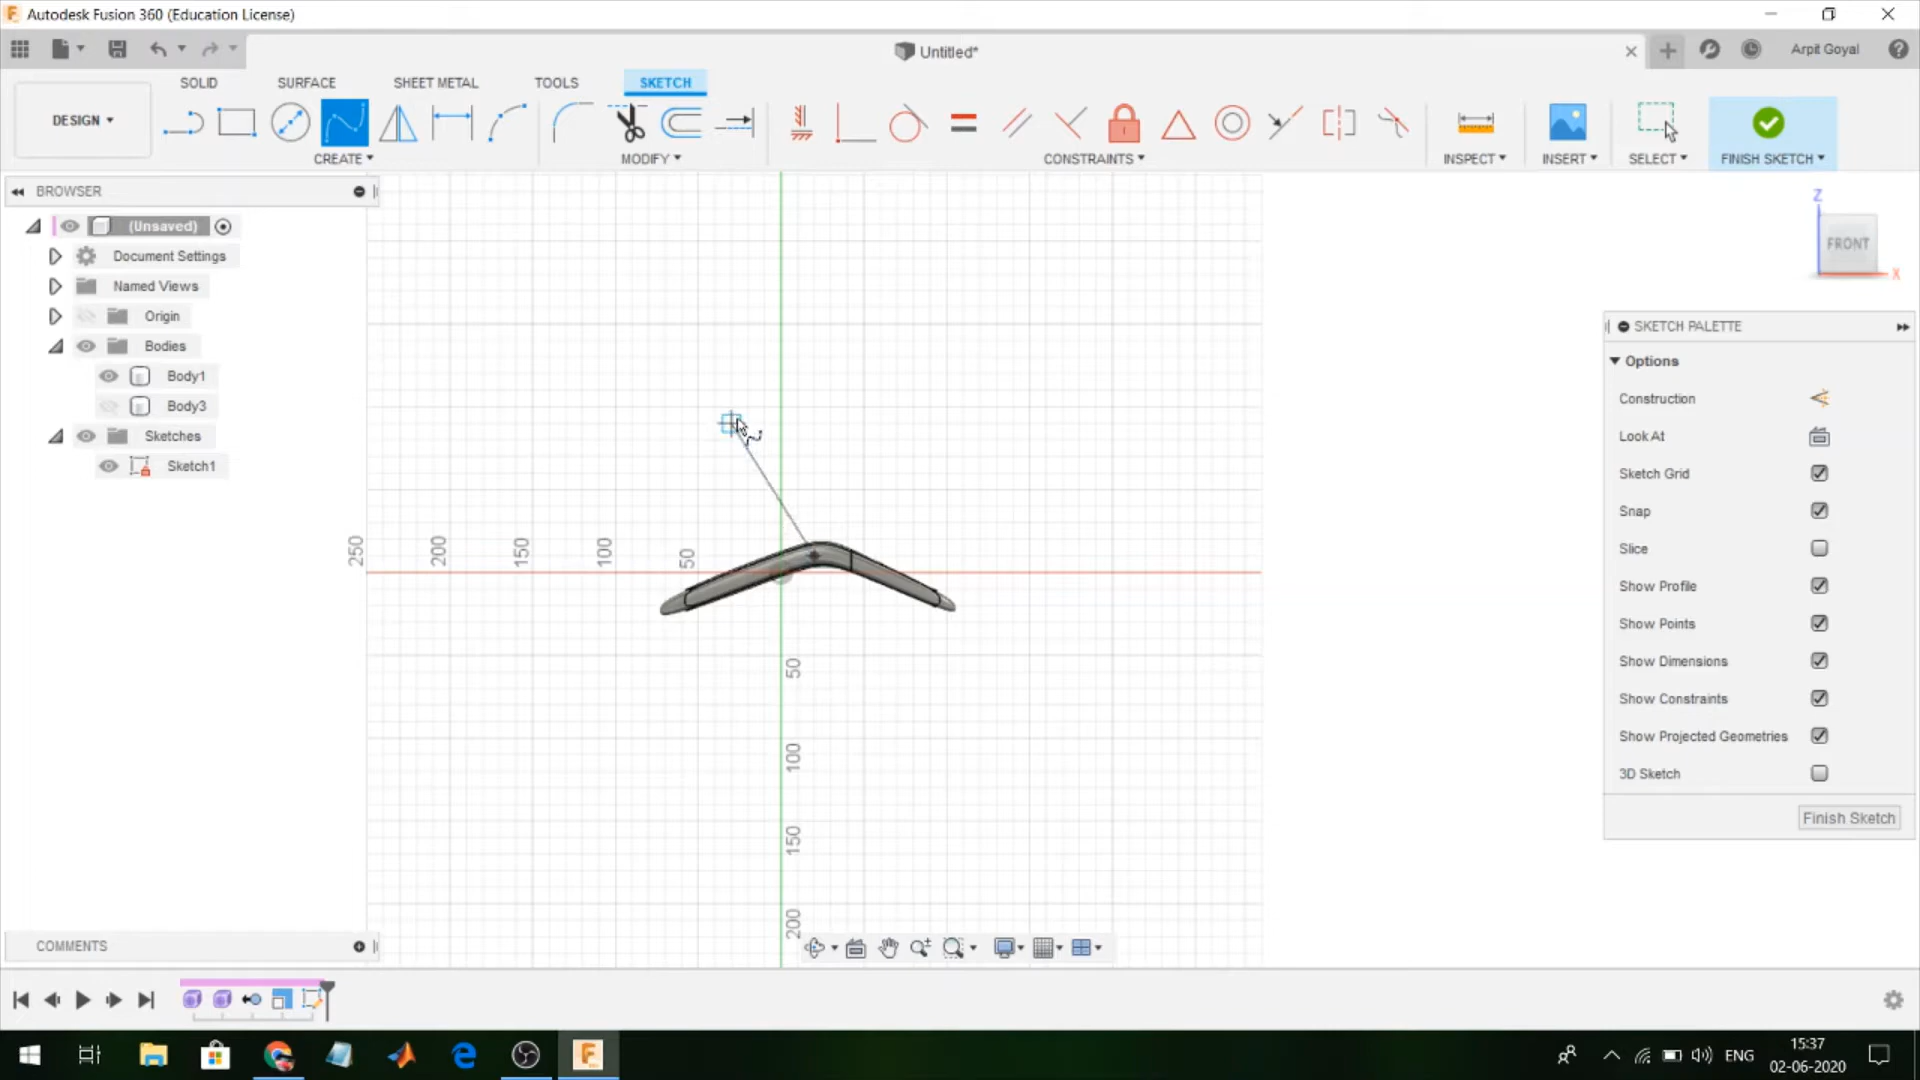 Autodesk Fusion 360 (Education License)
Untitled*
Arpit Goyal
SOLID
SURFACE
SHEET METAL
TOOLS
SKETCH
DESIGN
CREATE
MODIFY
CONSTRAINTS
INSPECT
INSERT
SELECT
FINISH SKETCH
BROWSER
(Unsaved)
Document Settings
Named Views
Origin
Bodies
Body1
Body3
Sketches
Sketch1
Z
FRONT
X
250
200
150
100
50
50
100
150
200
SKETCH PALETTE
Options
Construction
Look At
Sketch Grid
Snap
Slice
Show Profile
Show Points
Show Dimensions
Show Constraints
Show Projected Geometries
3D Sketch
Finish Sketch
COMMENTS
ENG
15:37
02-06-2020